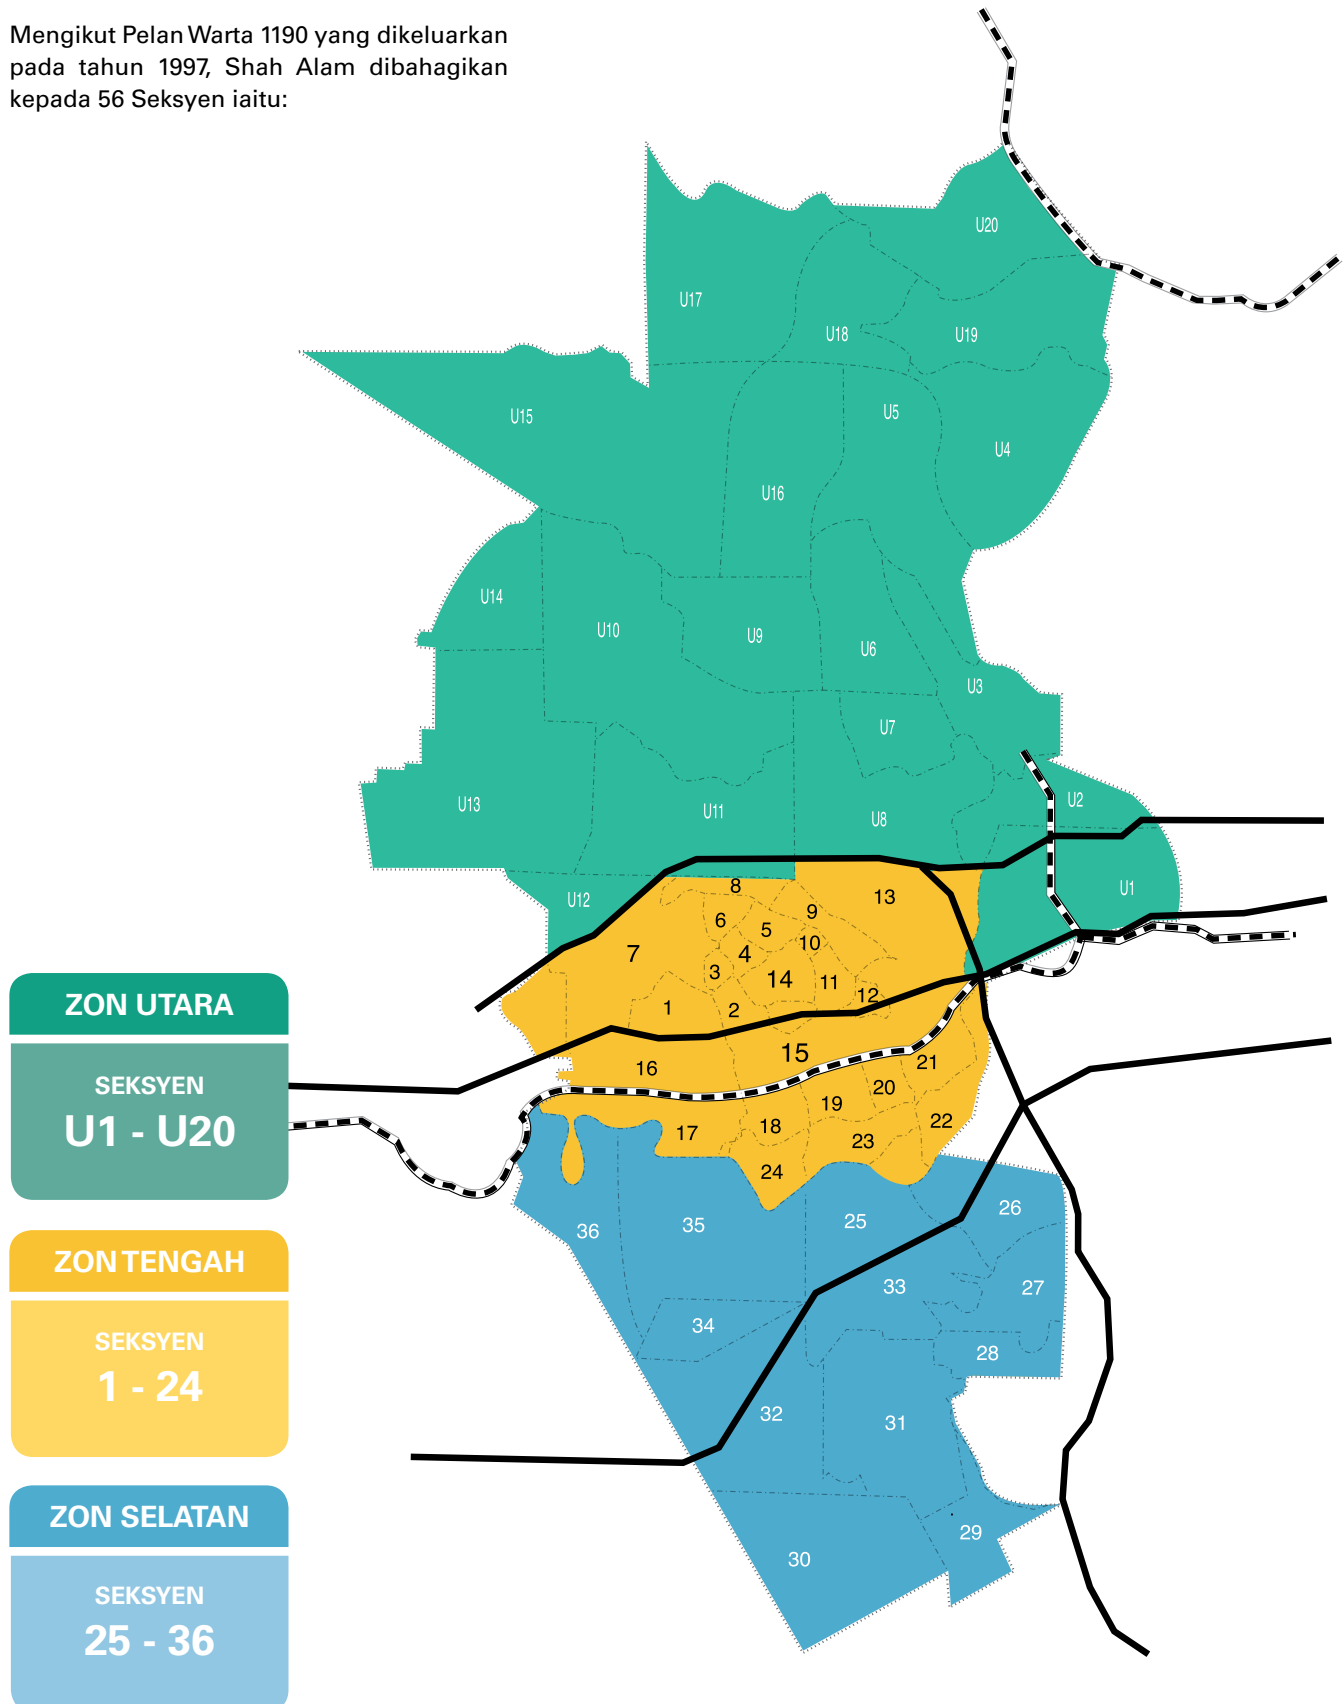 Mengikut Pelan Warta 1190 yang dikeluarkan
pada tahun 1997, Shah Alam dibahagikan
kepada 56 Seksyen iaitu:
U20
U17
U18
U19
U15
U5
U4
U16
U14
U10
U9
U6
U3
U7
U13
U11
U8
U2
U12
U1
8
13
6
9
5
10
7
4
3
14
11
12
1
2
15
16
21
20
19
18
22
17
23
24
ZON UTARA
SEKSYEN
U1 - U20
36
35
25
26
33
27
34
28
32
31
29
30
ZON TENGAH
SEKSYEN
1 - 24
ZON SELATAN
SEKSYEN
25 - 36